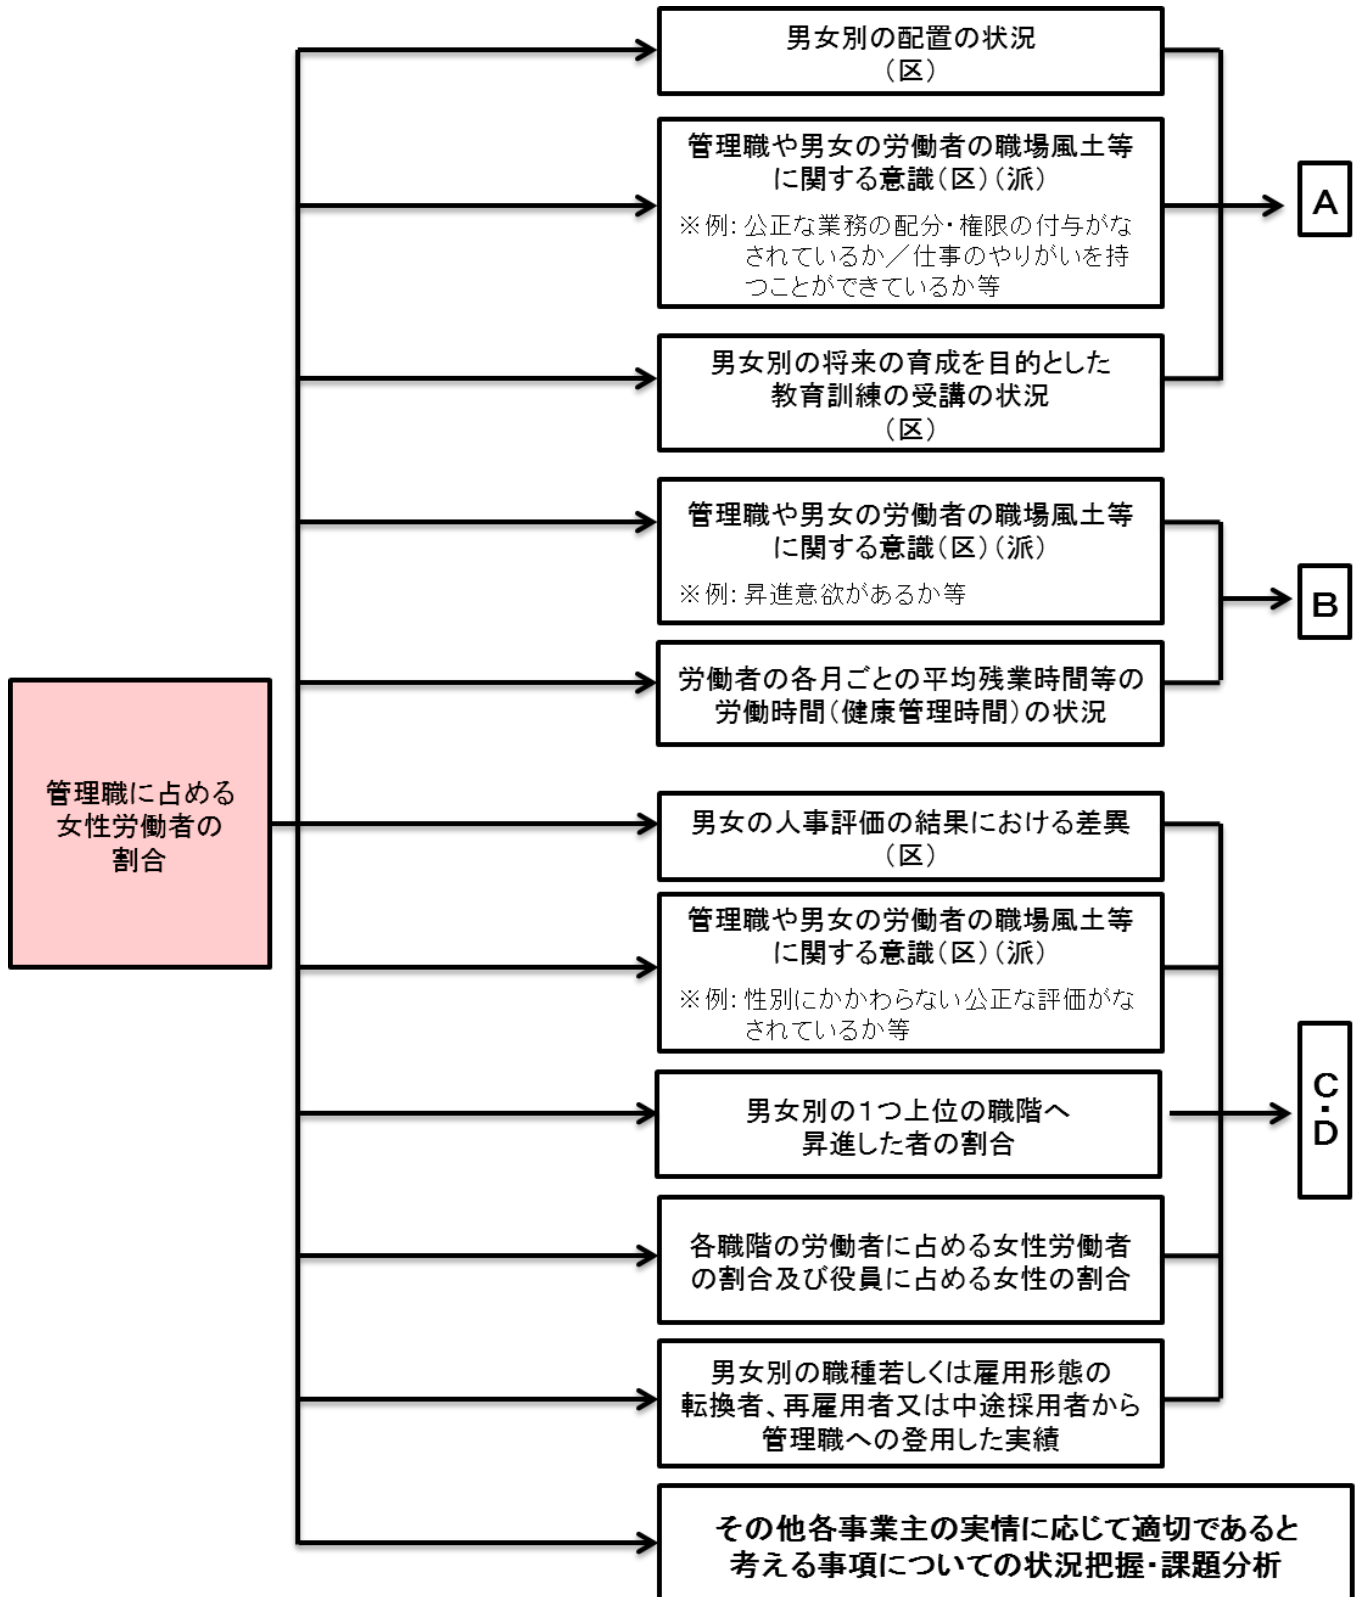 男女別の配置の状況
（区）
管理職や男女の労働者の職場風土等
に関する意識（区）（派）
※例：公正な業務の配分・権限の付与がな
されているか／仕事のやりがいを持
つことができているか等
A
男女別の将来の育成を目的とした
教育訓練の受講の状況
（区）
管理職や男女の労働者の職場風土等
に関する意識（区）（派）
※例：昇進意欲があるか等
B
労働者の各月ごとの平均残業時間等の
労働時間（健康管理時間）の状況
管理職に占める
女性労働者の
割合
男女の人事評価の結果における差異
（区）
管理職や男女の労働者の職場風土等
に関する意識（区）（派）
※例：性別にかかわらない公正な評価がな
されているか等
男女別の１つ上位の職階へ
昇進した者の割合
C・D
各職階の労働者に占める女性労働者
の割合及び役員に占める女性の割合
男女別の職種若しくは雇用形態の
転換者、再雇用者又は中途採用者から
管理職への登用した実績
その他各事業主の実情に応じて適切であると
考える事項についての状況把握・課題分析